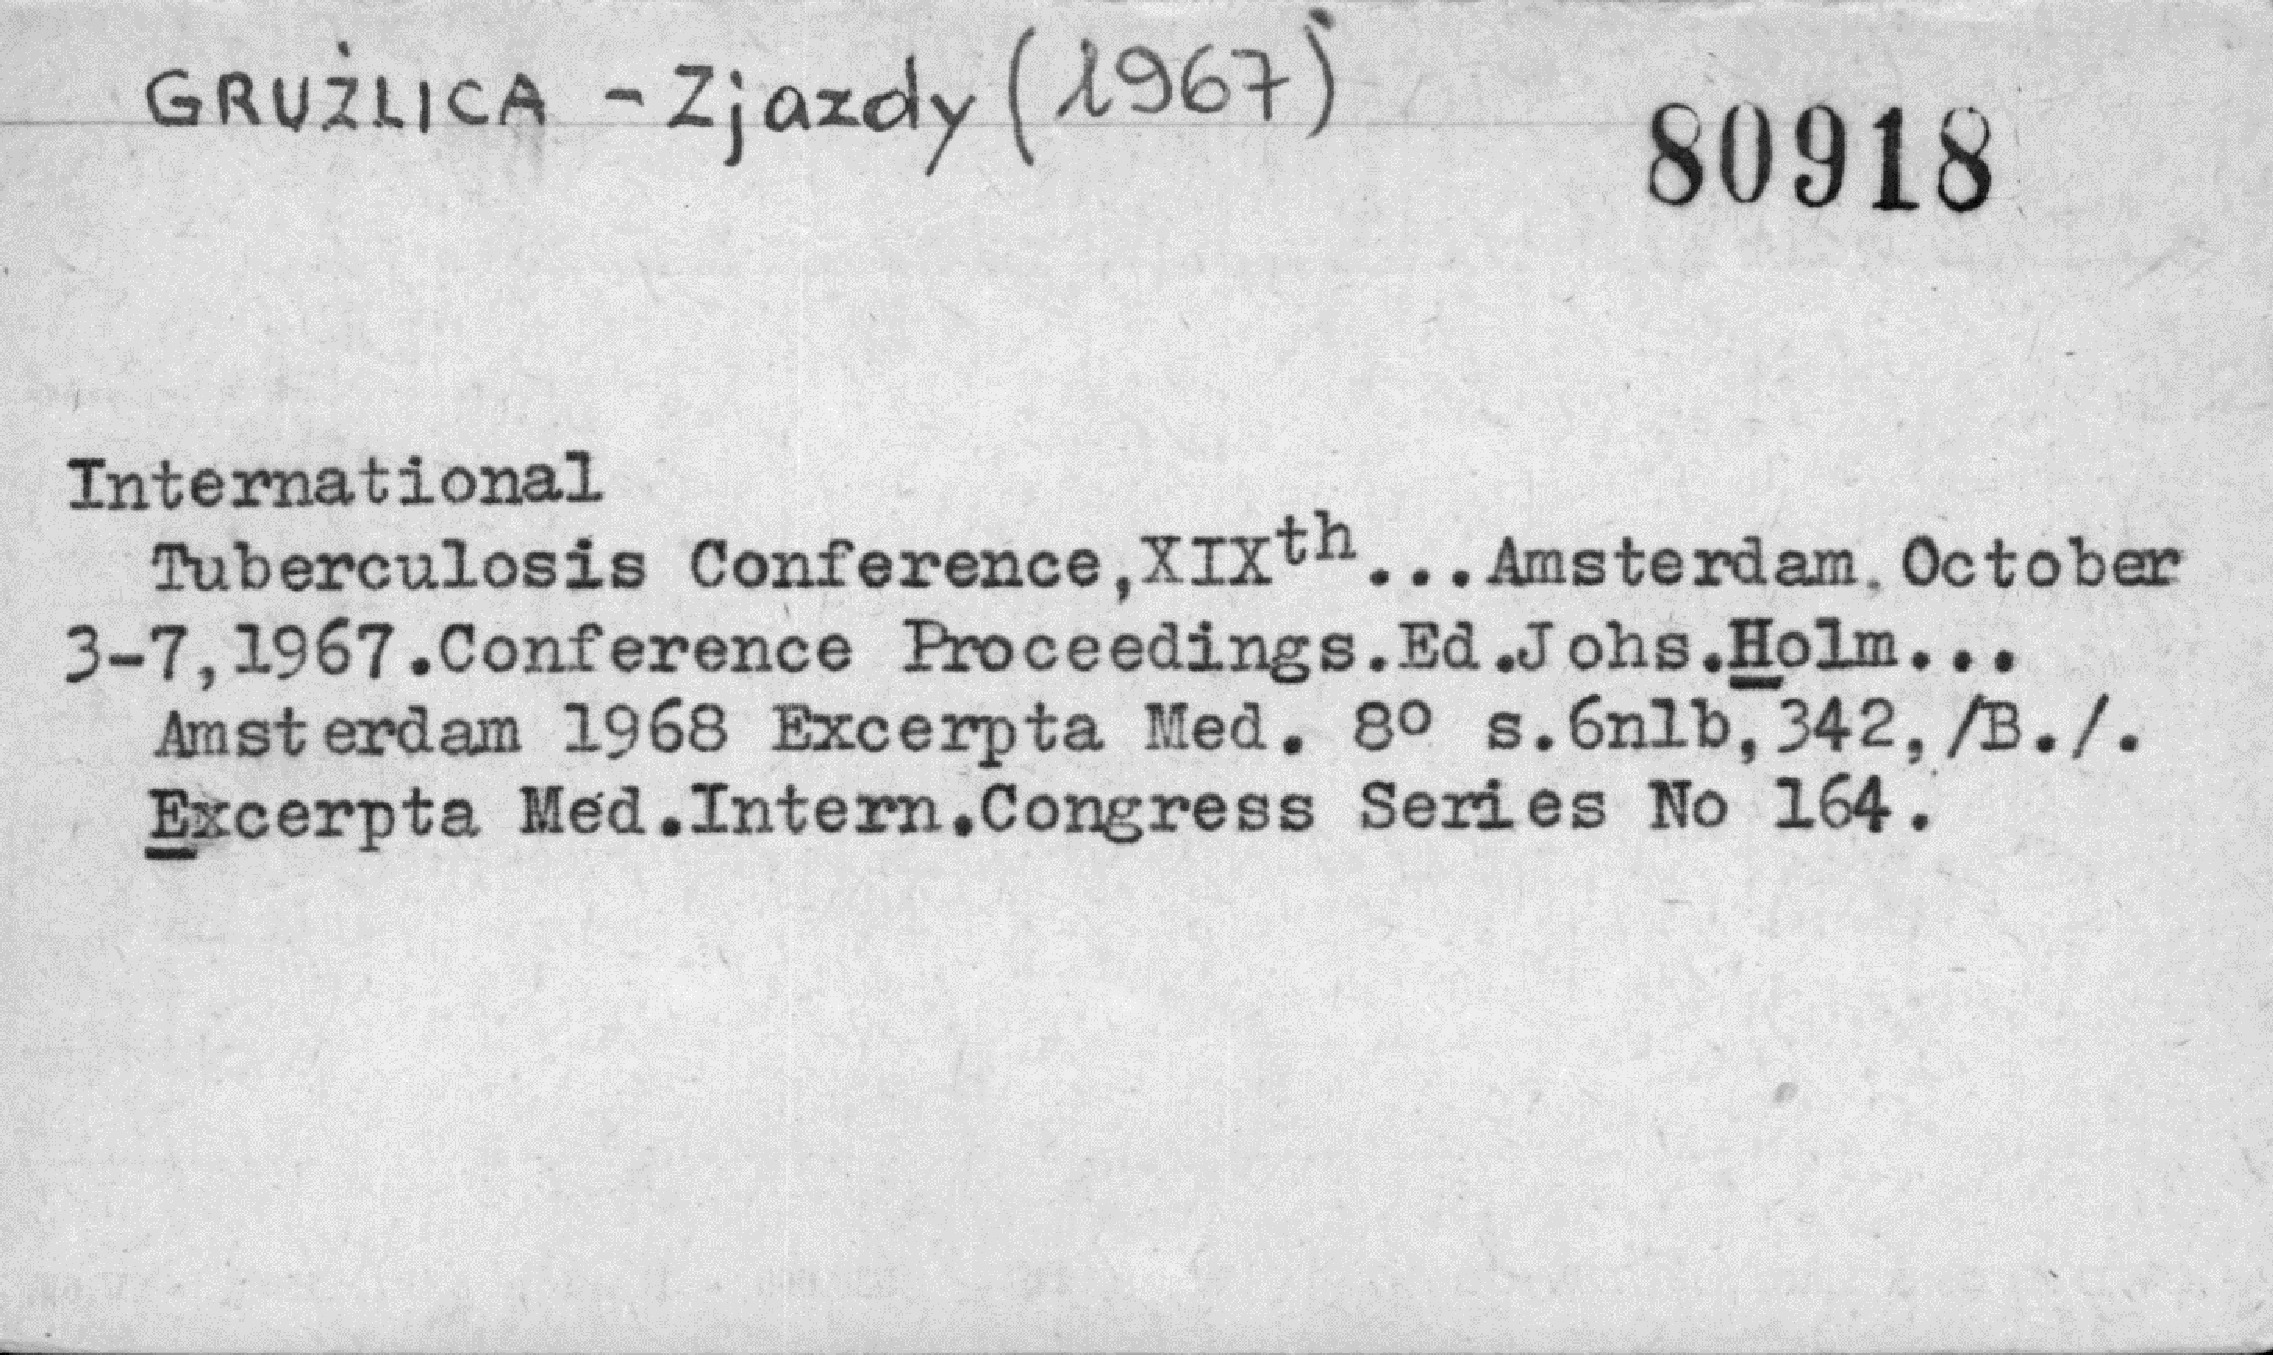 GRUŻLICA - Zjazdy (1967)
80918
International
Tuberculosis Conference,XIXth...Amsterdam.October
3-7,1967.Conference Proceedings.Ed.Johs.Holm...
Amsterdam 1968 Excerpta Med. 8o s.6nlb,342,/B./.
Excerpta Med.Intern.Congress Series No 164.